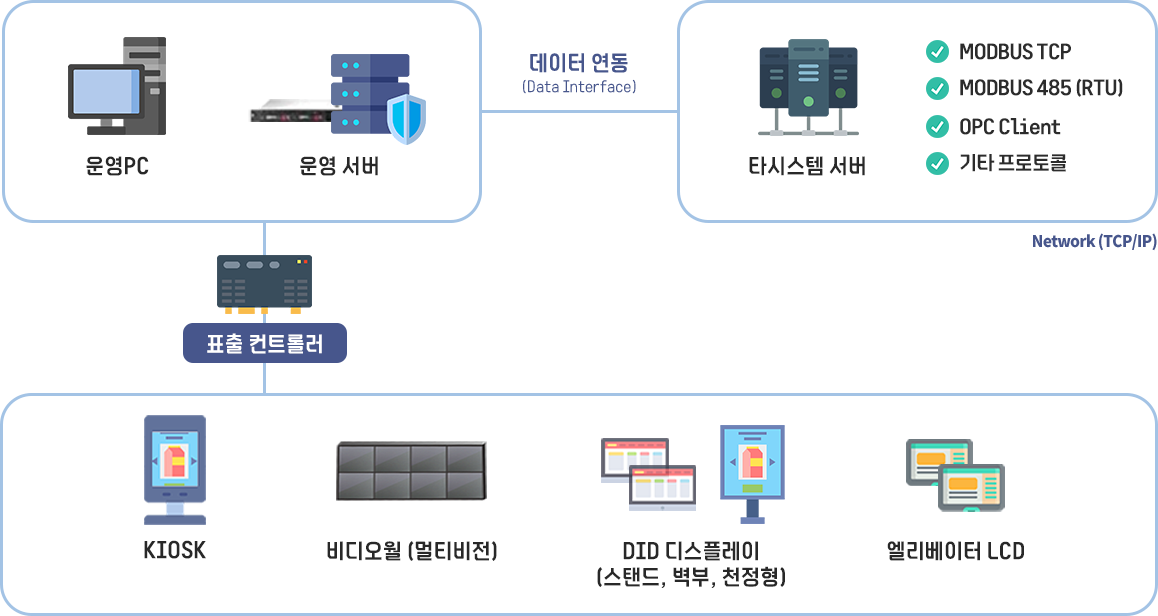 운영PC
운영 서버
데이터 연동
(Data Interface)
타시스템 서버
MODBUS TCP
MODBUS 485 (RTU)
OPC Client
기타 프로토콜
Network (TCP/IP)
표출 컨트롤러
KIOSK
비디오월 (멀티비전)
DID 디스플레이
(스탠드, 벽부, 천정형)
엘리베이터 LCD